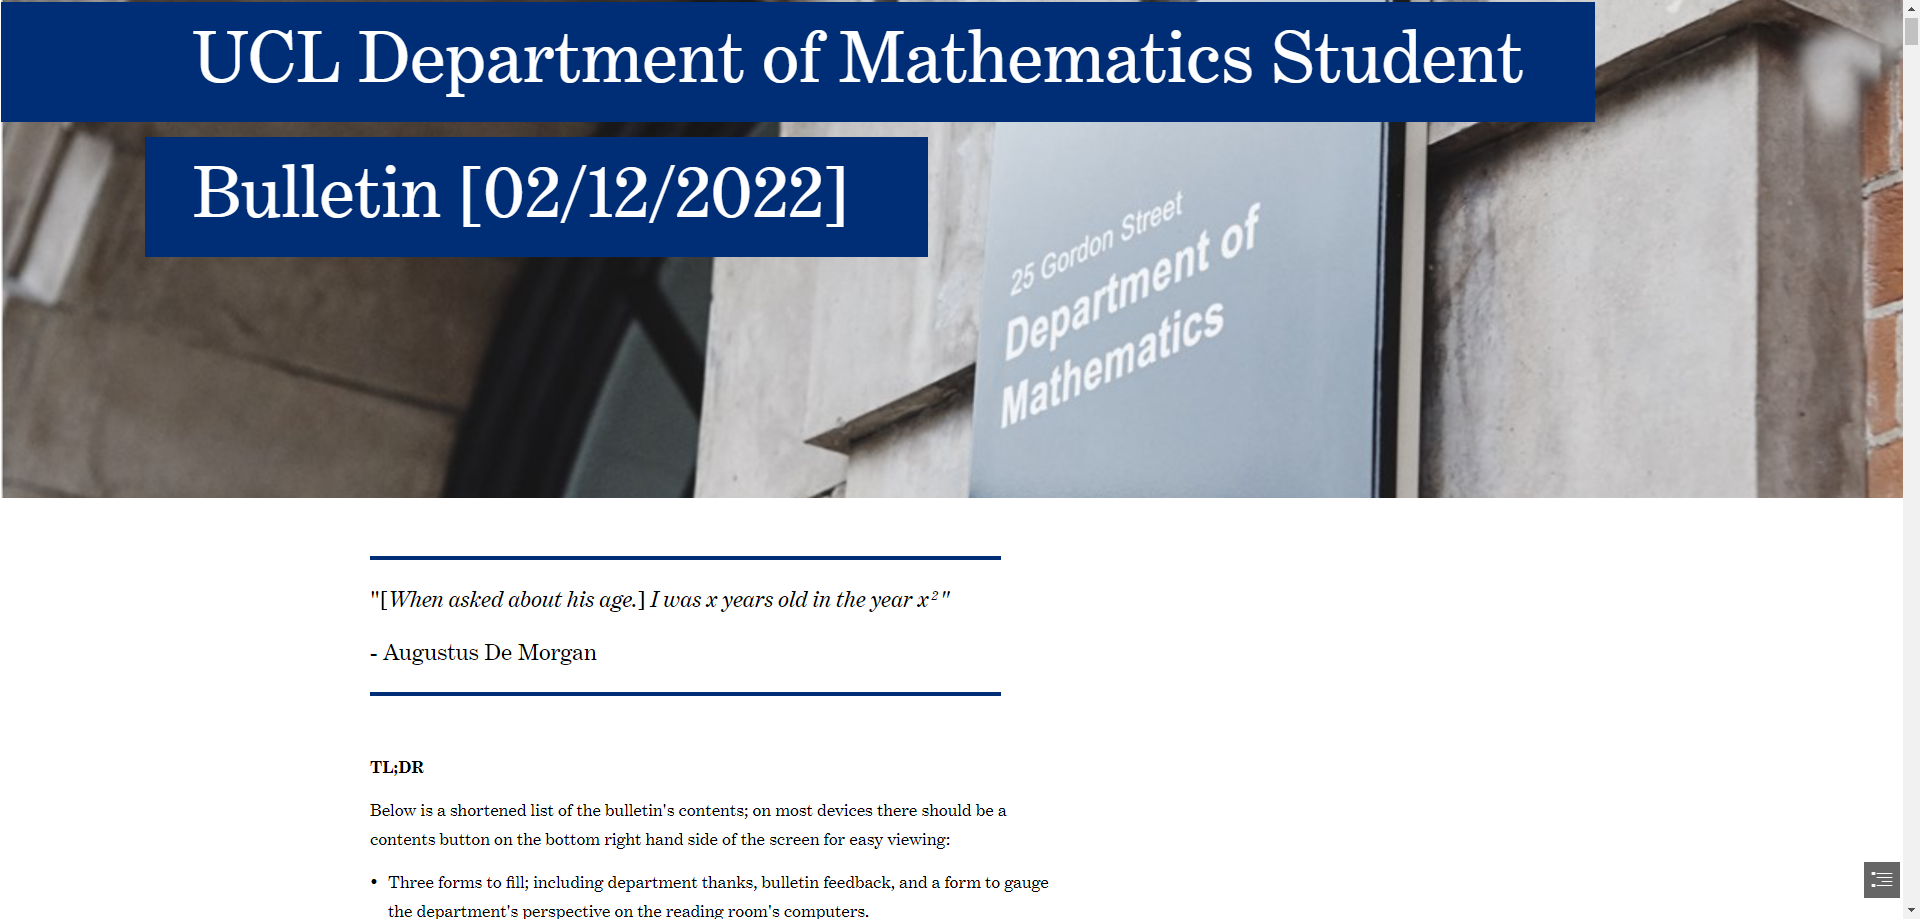 UCL Department of Mathematics Student
Bulletin [02/12/2022]
25 Gordon Street
Department of
Mathematics
"[When asked about his age.] I was x years old in the year x²"
- Augustus De Morgan
TL;DR
Below is a shortened list of the bulletin's contents; on most devices there should be a
contents button on the bottom right hand side of the screen for easy viewing:
• Three forms to fill; including department thanks, bulletin feedback, and a form to gauge
the department's perspective on the reading room's computers.